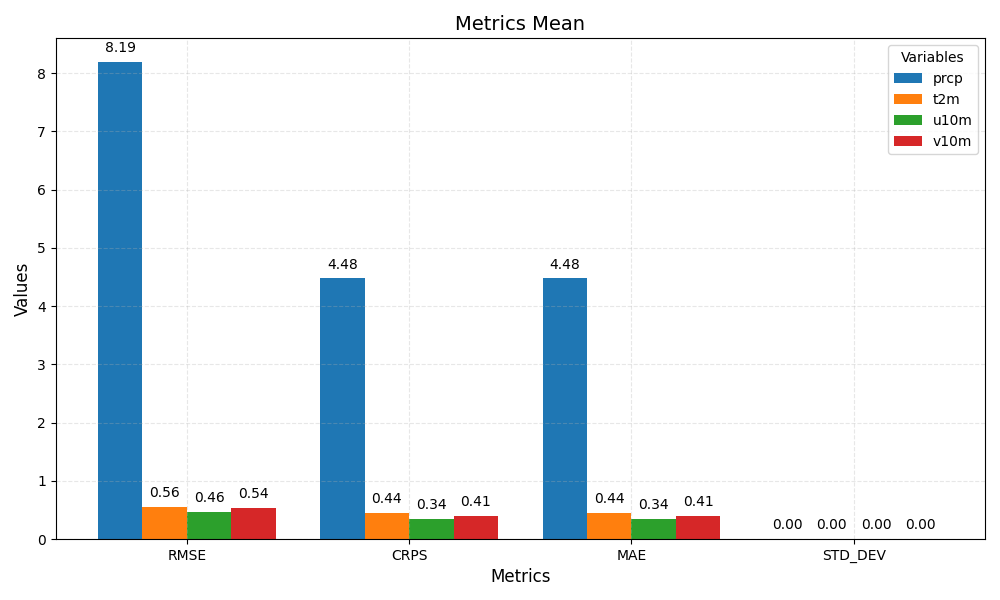 Metrics Mean
Values
8
7
6
5
4
3
2
1
0
8.19
0.56
0.46
0.54
4.48
0.44
0.34
0.41
4.48
0.44
0.34
0.41
0.00
0.00
0.00
0.00
Variables
prcp
t2m
u10m
v10m
RMSE
CRPS
MAE
STD_DEV
Metrics